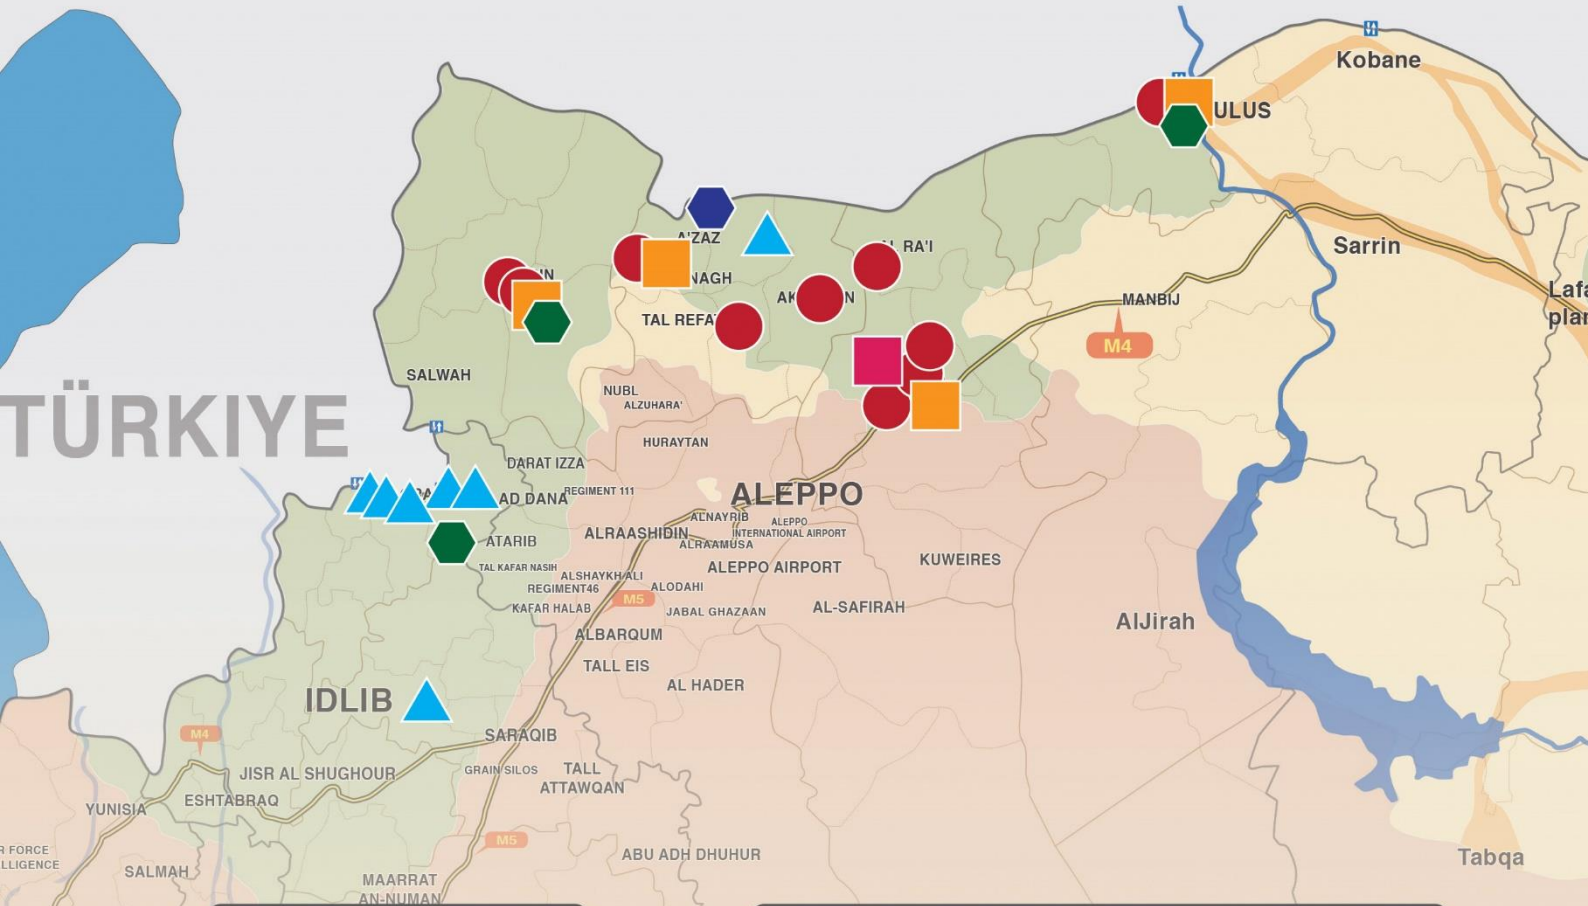 Kobane
ULUS
A'ZAZ
RA'I
Sarrin
IN
NAGH
MANBIJ
TAL REFA
M4
SALWAH
NUBL
ALZUHARA'
TÜRKIYE
HURAYTAN
DARAT IZZA
AD DANA
REGIMENT 111
ALEPPO
ALNAYRIB
ALEPPO
INTERNATIONAL AIRPORT
ALRAASHIDIN
ALRAAMUSA
ATARIB
TAL KAFAR NASIH
ALEPPO AIRPORT
KUWEIRES
ALSHAYKH ALI
REGIMENT46
ALODAHI
M5
KAFAR HALAB
JABAL GHAZAAN
AL-SAFIRAH
AlJirah
ALBARQUM
TALL EIS
AL HADER
IDLIB
M4
SARAQIB
JISR AL SHUGHOUR
GRAIN SILOS
TALL
ATTAWQAN
ESHTABRAQ
YUNISIA
M5
R FORCE
LLIGENCE
SALMAH
MAARRAT
AN-NUMAN
ABU ADH DHUHUR
Tabqa